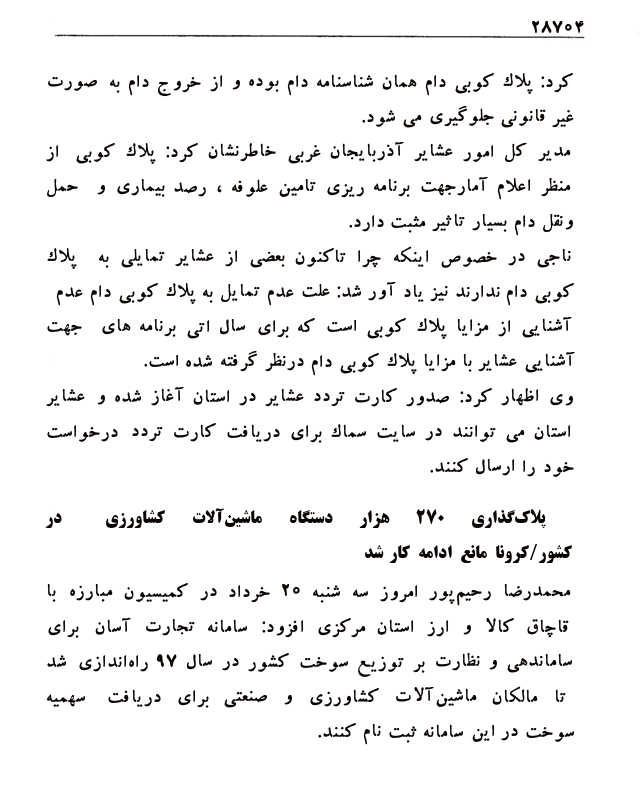 ۲۸۷۰۴
کرد: پلاک کوبی دام همان شناسنامه دام بوده و از خروج دام به صورت
غیر قانونی جلوگیری می شود.
مدیر کل امور عشایر آذربایجان غربی خاطرنشان کرد: پلاک کوبی از
منظر اعلام آمارجهت برنامه ریزی تامین علوفه ، رصد بیماری و حمل
ونقل دام بسیار تاثیر مثبت دارد.
ناجی در خصوص اینکه چرا تاکنون بعضی از عشایر تمایلی به پلاک
کوبی دام ندارند نیز یاد آور شد: علت عدم تمایل به پلاک کوبی دام عدم
آشنایی از مزایا پلاک کوبی است که برای سال اتی برنامه های جهت
آشنایی عشایر با مزایا پلاک کوبی دام درنظر گرفته شده است.
وی اظهار کرد: صدور کارت تردد عشایر در استان آغاز شده و عشایر
استان می توانند در سایت سماک برای دریافت کارت تردد درخواست
خود را ارسال کنند.
پلاک‌گذاری ۲۷۰ هزار دستگاه ماشین‌آلات کشاورزی در
کشور/کرونا مانع ادامه کار شد
محمدرضا رحیم‌پور امروز سه شنبه ۲۵ خرداد در کمیسیون مبارزه با
قاچاق کالا و ارز استان مرکزی افزود: سامانه تجارت آسان برای
ساماندهی و نظارت بر توزیع سوخت کشور در سال ۹۷ راه‌اندازی شد
تا مالکان ماشین‌آلات کشاورزی و صنعتی برای دریافت سهمیه
سوخت در این سامانه ثبت نام کنند.